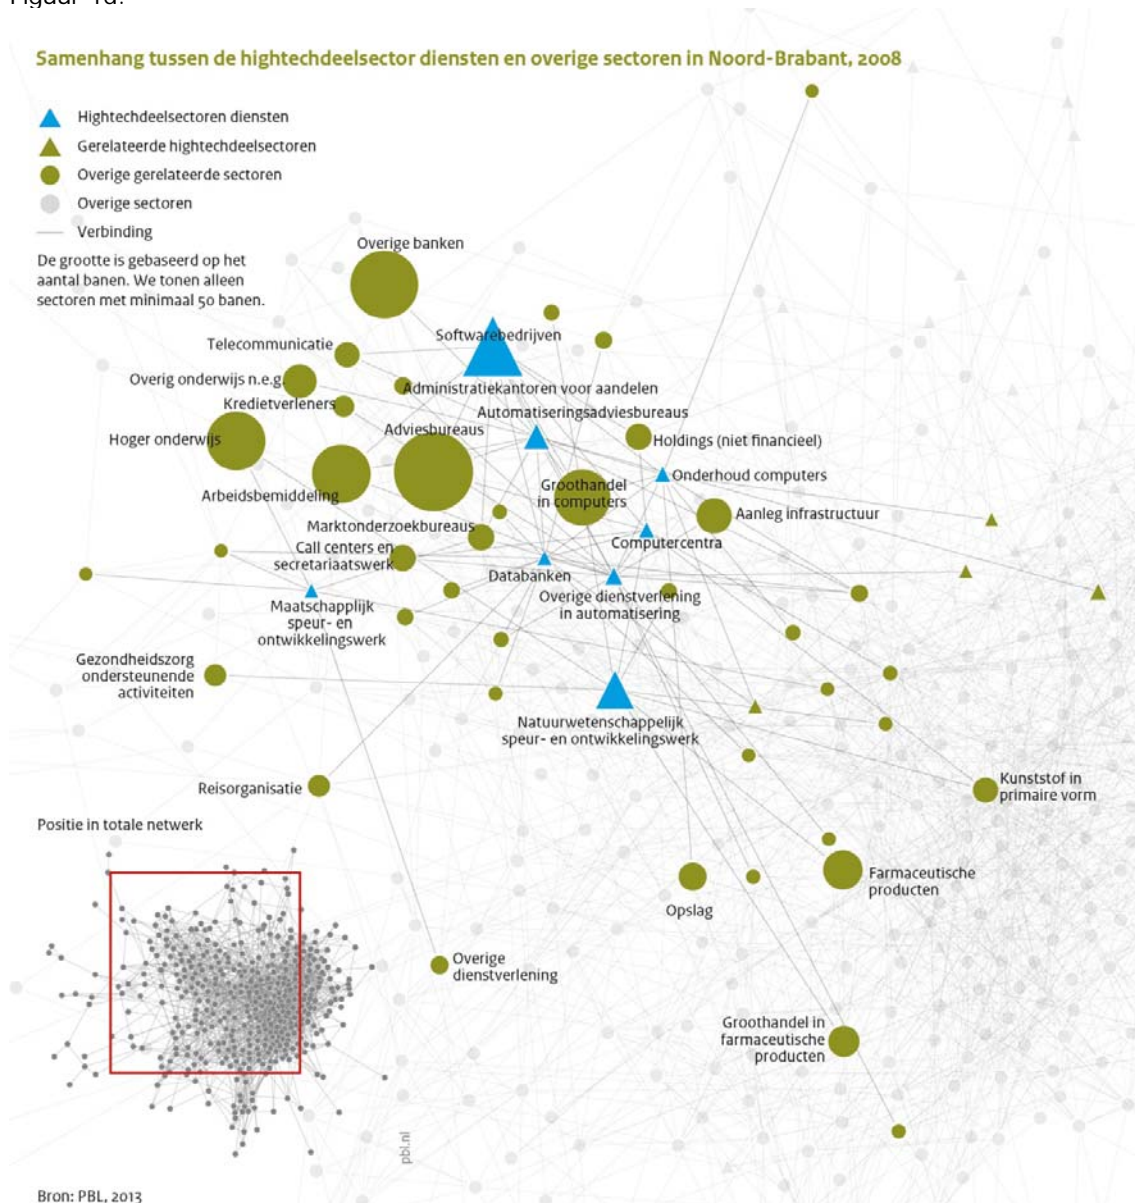 Figuur 1d.
Samenhang tussen de hightechdeelsector diensten en overige sectoren in Noord-Brabant, 2008
Hightechdeelsectoren diensten
Gerelateerde hightechdeelsectoren
Overige gerelateerde sectoren
Overige sectoren
Verbinding
De grootte is gebaseerd op het
aantal banen. We tonen alleen
sectoren met minimaal 50 banen.
Overige banken
Softwarebedrijven
Telecommunicatie
Overig onderwijs n.e.g.
Administratiekantoren voor aandelen
Kredietverleners
Automatiseringsadviesbureaus
Hoger onderwijs
Adviesbureaus
Holdings (niet financieel)
Onderhoud computers
Groothandel
in computers
Arbeidsbemiddeling
Aanleg infrastructuur
Marktonderzoekbureaus
Computercentra
Call centers en
secretariaatswerk
Databanken
Overige dienstverlening
in automatisering
Maatschappelijk
speur- en
ontwikkelingswerk
Gezondheidszorg
ondersteunende
activiteiten
Natuurwetenschappelijk
speur- en ontwikkelingswerk
Reisorganisatie
Kunststof in
primaire vorm
Positie in totale netwerk
Farmaceutische
producten
Opslag
Overige
dienstverlening
Groothandel in
farmaceutische
producten
pbl.nl
Bron: PBL, 2013